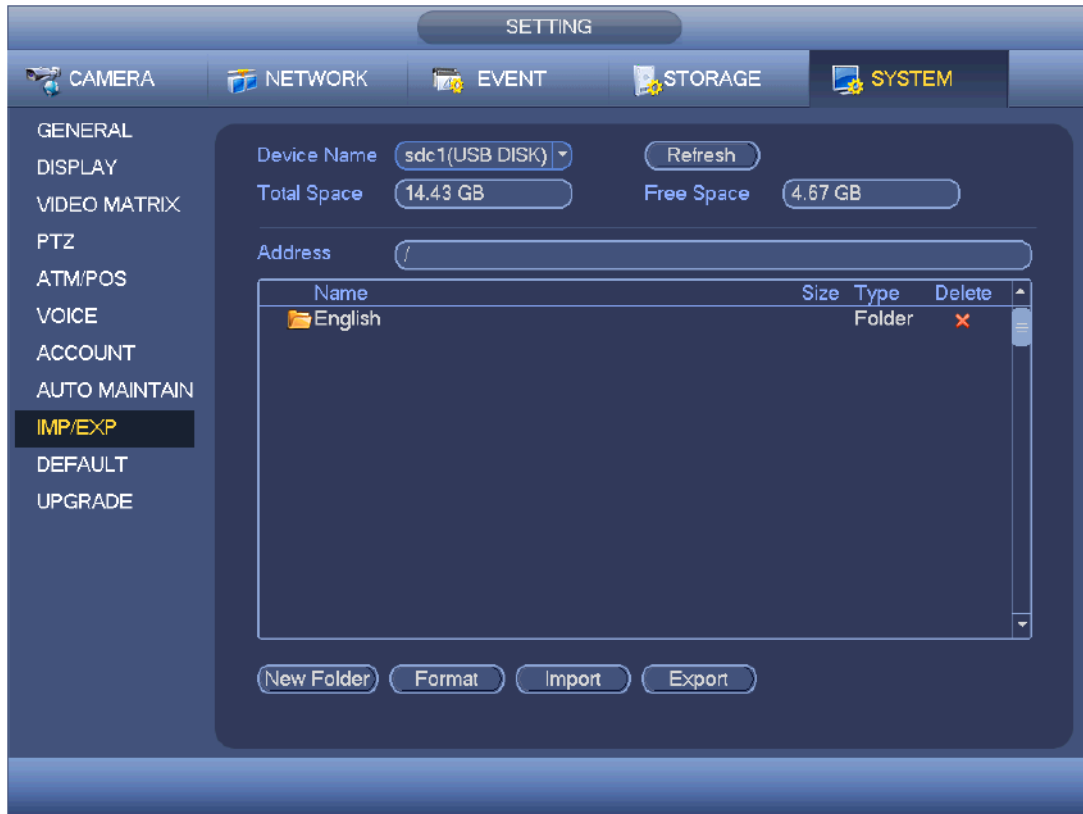 SETTING
CAMERA NETWORK EVENT STORAGE SYSTEM
GENERAL
DISPLAY
VIDEO MATRIX
PTZ
ATM/POS
VOICE
ACCOUNT
AUTO MAINTAIN
IMP/EXP
DEFAULT
UPGRADE
Device Name sdc1(USB DISK) Refresh
Total Space 14.43 GB Free Space 4.67 GB
Address /
Name Size Type Delete
English Folder
New Folder Format Import Export